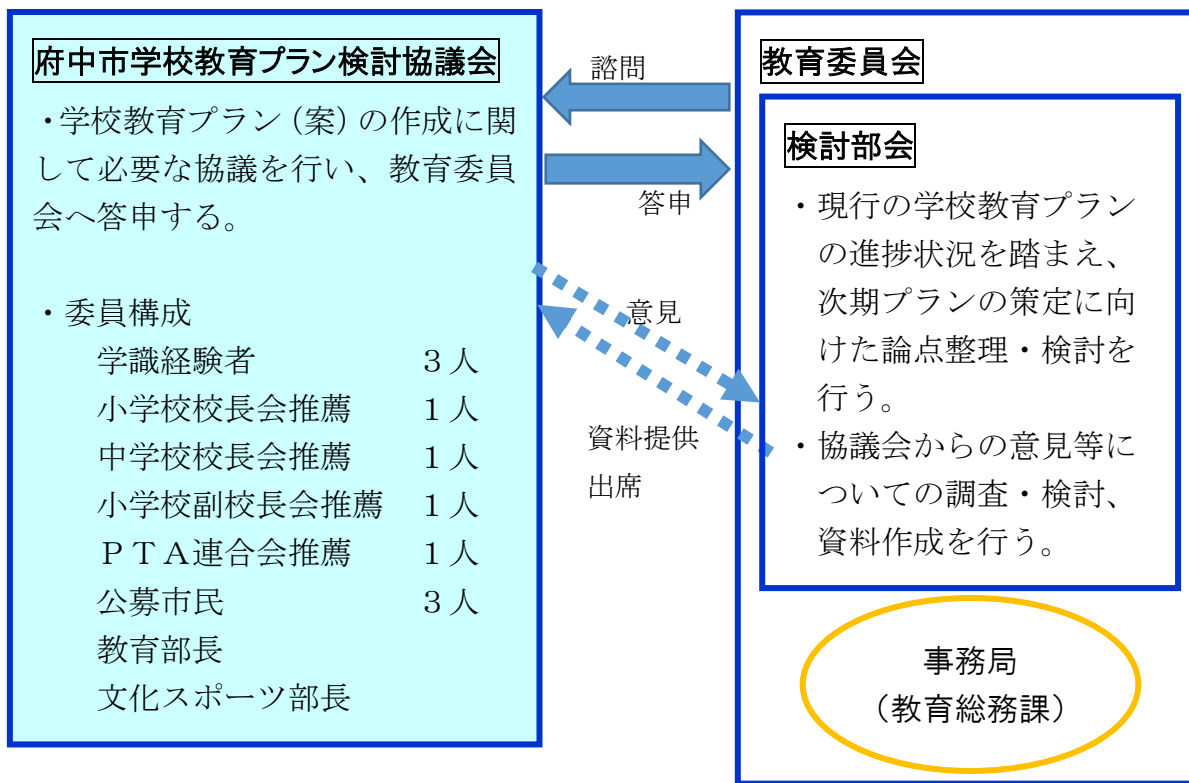 府中市学校教育プラン検討協議会
・学校教育プラン（案）の作成に関
して必要な協議を行い、教育委員
会へ答申する。
・委員構成
学識経験者　　　　３人
小学校校長会推薦　　１人
中学校校長会推薦　　１人
小学校副校長会推薦　１人
ＰＴＡ連合会推薦　　１人
公募市民　　　　　３人
教育部長
文化スポーツ部長
諮問
答申
意見
資料提供
出席
教育委員会
検討部会
・現行の学校教育プラン
の進捗状況を踏まえ、
次期プランの策定に向
けた論点整理・検討を
行う。
・協議会からの意見等に
ついての調査・検討、
資料作成を行う。
事務局
（教育総務課）